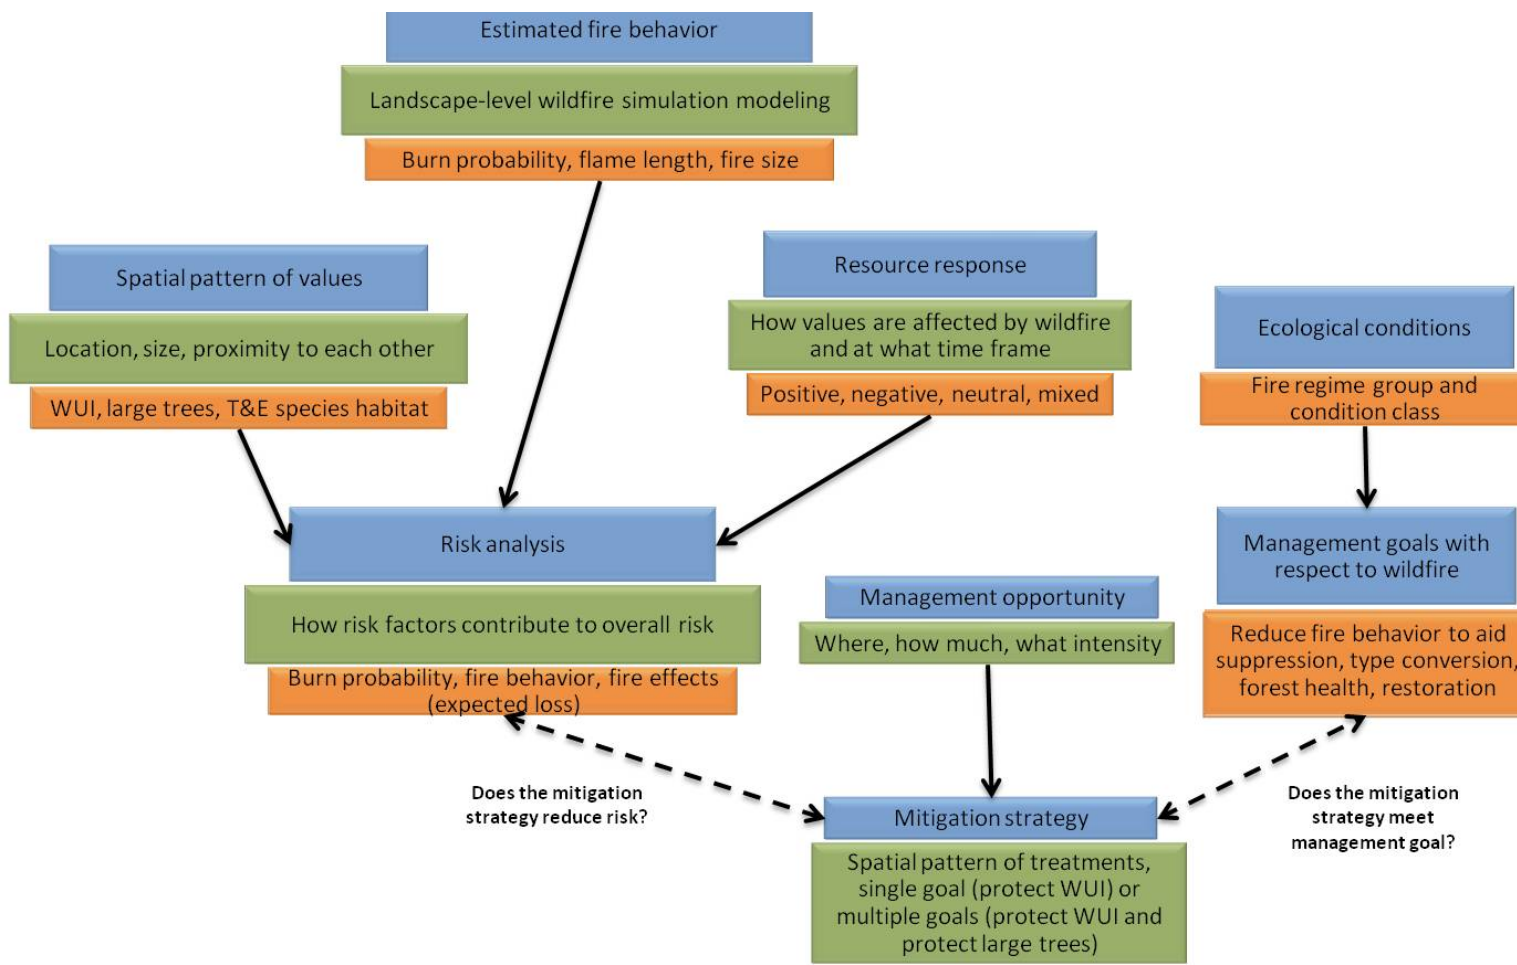 Estimated fire behavior
Landscape-level wildfire simulation modeling
Burn probability, flame length, fire size
Spatial pattern of values
Location, size, proximity to each other
WUI, large trees, T&E species habitat
Resource response
How values are affected by wildfire
and at what time frame
Positive, negative, neutral, mixed
Ecological conditions
Fire regime group and
condition class
Risk analysis
How risk factors contribute to overall risk
Burn probability, fire behavior, fire effects
(expected loss)
Management opportunity
Where, how much, what intensity
Management goals with
respect to wildfire
Reduce fire behavior to aid
suppression, type conversion,
forest health, restoration
Does the mitigation
strategy reduce risk?
Mitigation strategy
Spatial pattern of treatments,
single goal (protect WUI) or
multiple goals (protect WUI and
protect large trees)
Does the mitigation
strategy meet
management goal?